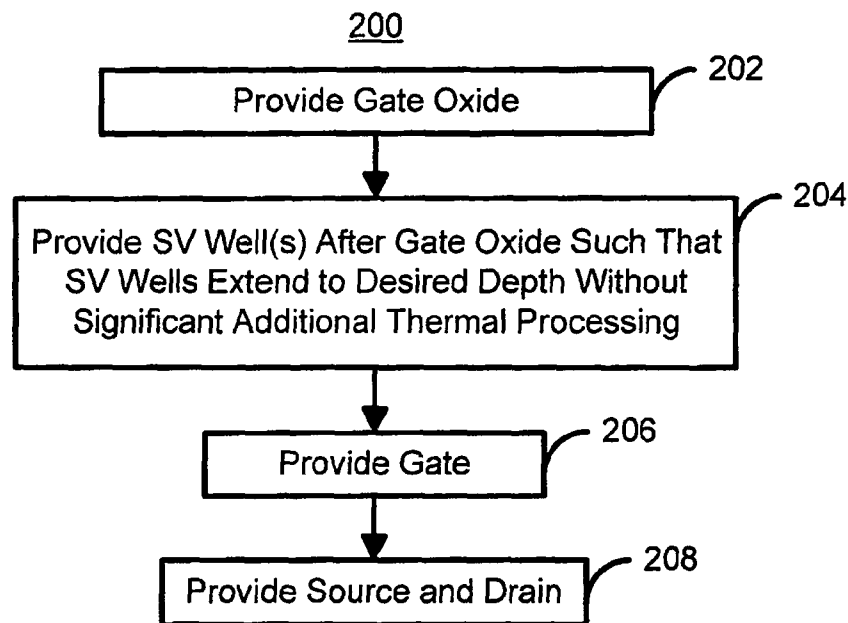 200
202
Provide Gate Oxide
204
Provide SV Well(s) After Gate Oxide Such That
SV Wells Extend to Desired Depth Without
Significant Additional Thermal Processing
206
Provide Gate
208
Provide Source and Drain